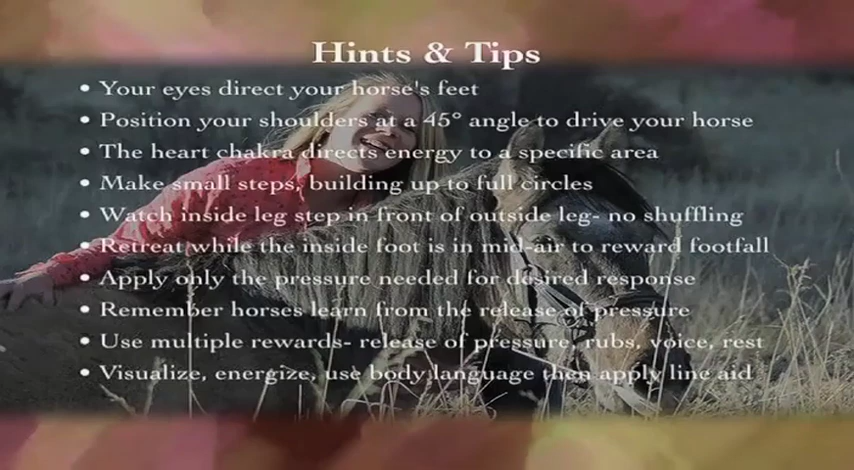 Hints & Tips
• Your eyes direct your horse's feet
• Position your shoulders at a 45° angle to drive your horse
• The heart chakra directs energy to a specific area
• Make small steps, building up to full circles
• Watch inside leg step in front of outside leg- no shuffling
• Retreat while the inside foot is in mid-air to reward footfall
• Apply only the pressure needed for desired response
• Remember horses learn from the release of pressure
• Use multiple rewards- release of pressure, rubs, voice, rest
• Visualize, energize, use body language then apply line aid